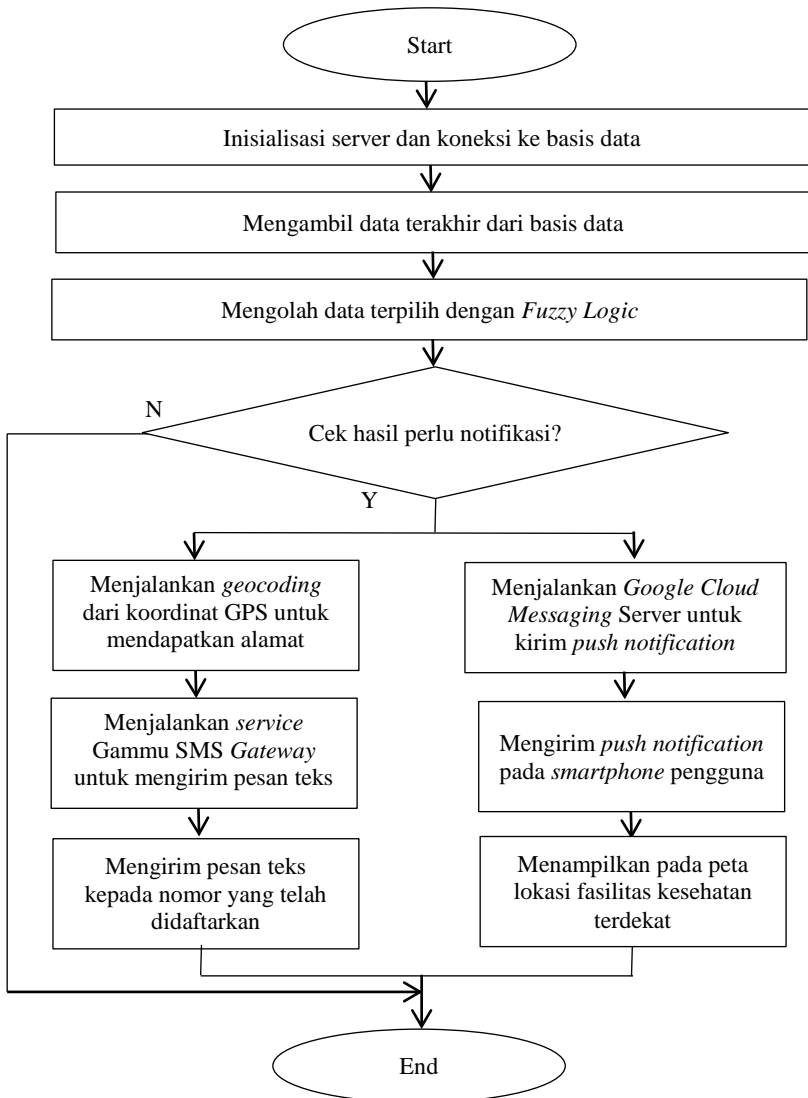 Start
Inisialisasi server dan koneksi ke basis data
Mengambil data terakhir dari basis data
Mengolah data terpilih dengan Fuzzy Logic
N
Cek hasil perlu notifikasi?
Y
Menjalankan geocoding
dari koordinat GPS untuk
mendapatkan alamat
Menjalankan service
Gammu SMS Gateway
untuk mengirim pesan teks
Mengirim pesan teks
kepada nomor yang telah
didaftarkan
Menjalankan Google Cloud
Messaging Server untuk
kirim push notification
Mengirim push notification
pada smartphone pengguna
Menampilkan pada peta
lokasi fasilitas kesehatan
terdekat
End